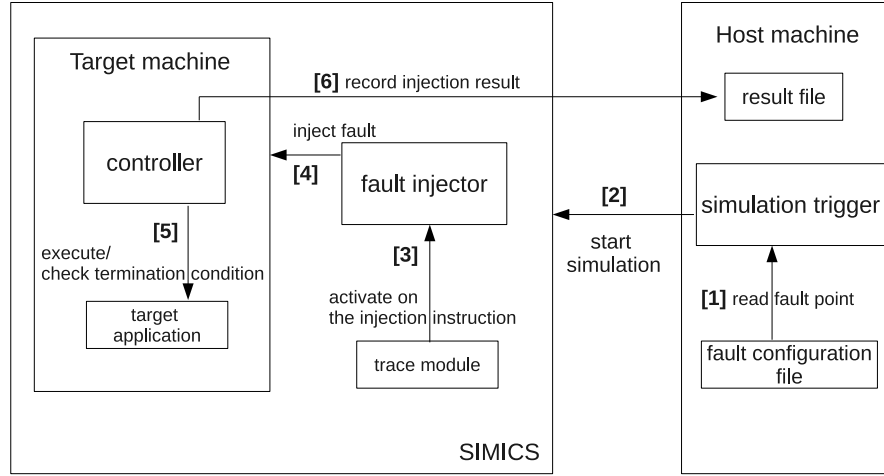 Target machine
Host machine
[6] record injection result
result file
inject fault
controller
[4]
fault injector
[2]
simulation trigger
[5]
execute/
check termination condition
[3]
start
simulation
activate on
the injection instruction
[1] read fault point
target
application
trace module
fault configuration
file
SIMICS